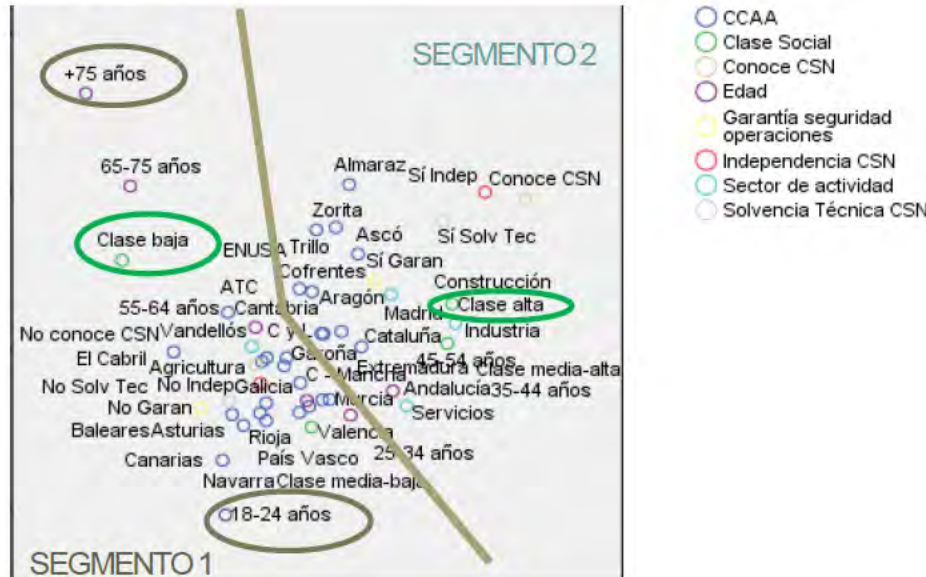 SEGMENTO 2
+75 años
65-75 años
Almaraz
Sí Indep
Conoce CSN
Zorita
Clase baja
ENUSA
Trillo
Ascó
Sí Solv Tec
Sí Garan
Cofrentes
Construcción
ATC
Aragón
Clase alta
55-64 años
Cantabria
Madrid
No conoce CSN
Vandellós
C y L
Cataluña
Industria
El Cabril
Agricultura
Garoña
45-54 años
Extremadura
Clase media-alta
C - Mancha
No Solv Tec
No Indep
Galicia
Murcia
Andalucía
35-44 años
No Garan
Servicios
Baleares
Asturias
Rioja
Valencia
25-34 años
Canarias
País Vasco
Navarra
Clase media-baja
18-24 años
SEGMENTO 1
CCAA
Clase Social
Conoce CSN
Edad
Garantía seguridad
operaciones
Independencia CSN
Sector de actividad
Solvencia Técnica CSN